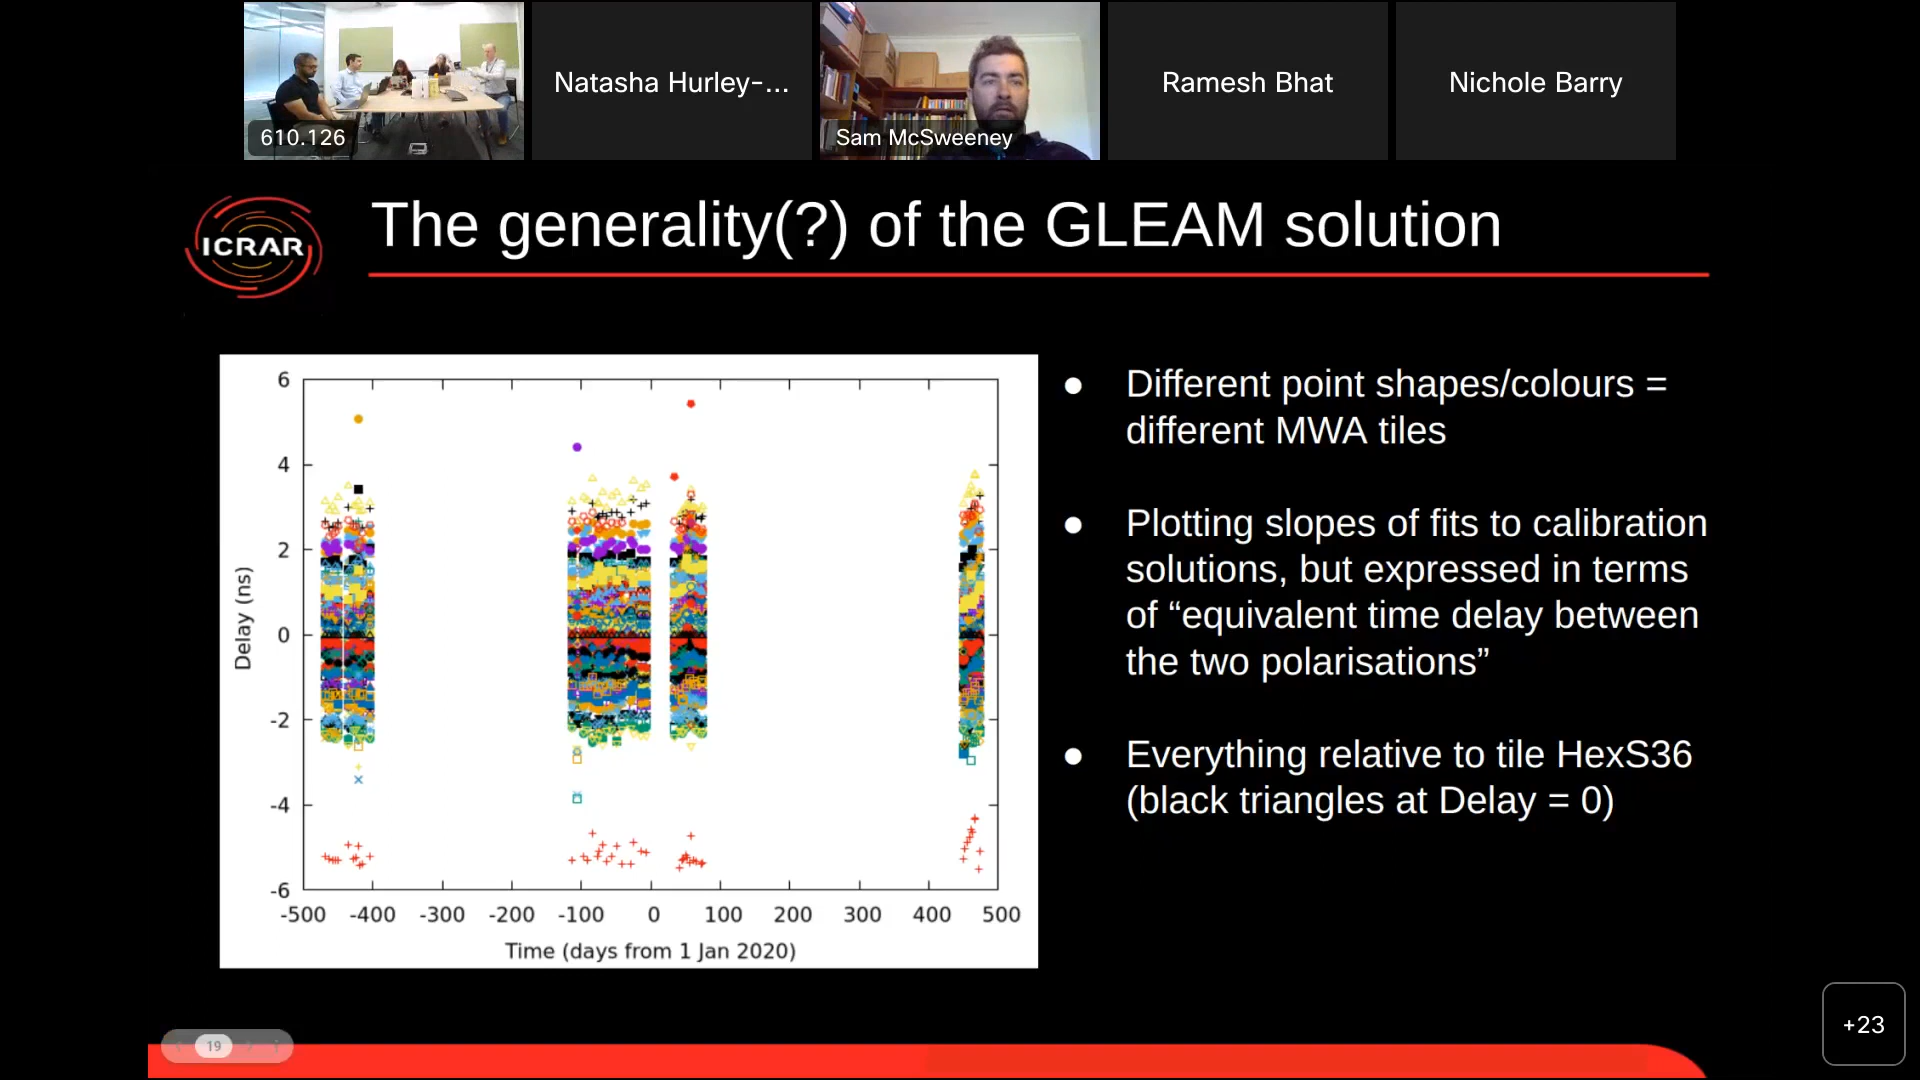 610.126
Natasha Hurley-...
Sam McSweeney
Ramesh Bhat
Nichole Barry
ICRAR
The generality(?) of the GLEAM solution
6
4
2
0
-2
-4
-6
Delay (ns)
-500 -400 -300 -200 -100 0 100 200 300 400 500
Time (days from 1 Jan 2020)
● Different point shapes/colours =
different MWA tiles
● Plotting slopes of fits to calibration
solutions, but expressed in terms
of “equivalent time delay between
the two polarisations”
● Everything relative to tile HexS36
(black triangles at Delay = 0)
19
+23